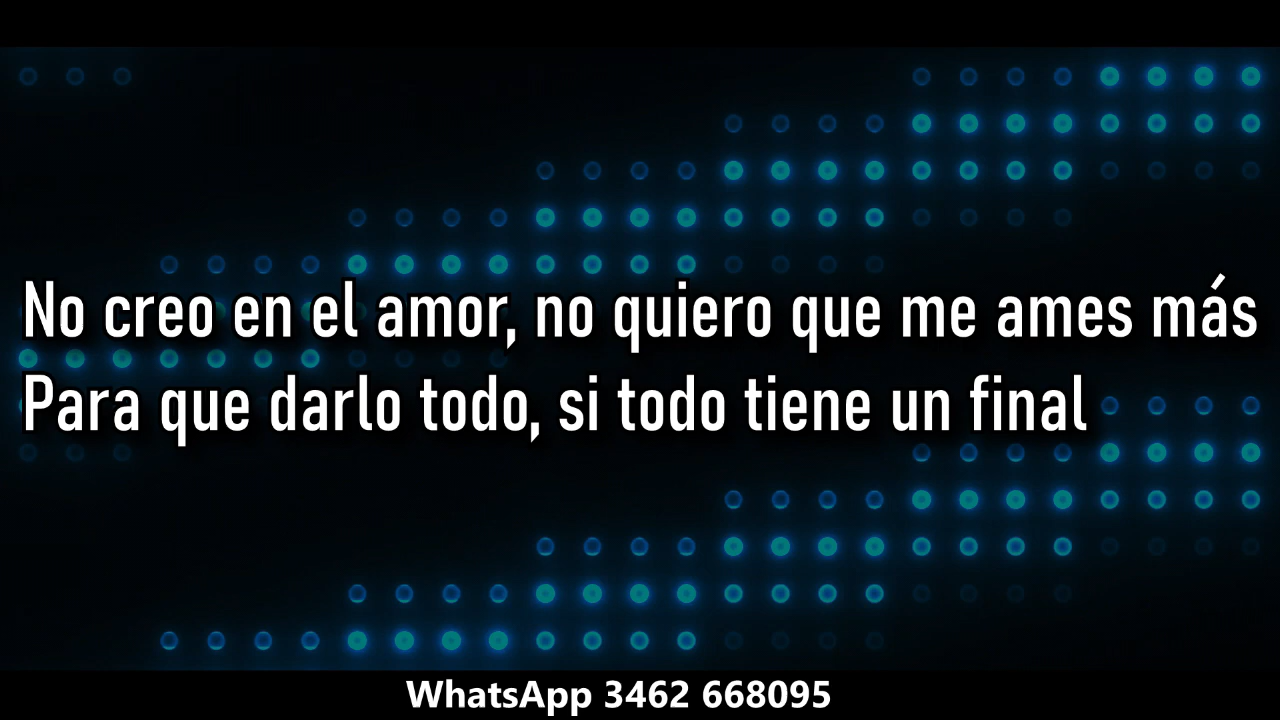 No creo en el amor, no quiero que me ames más
Para que darlo todo, si todo tiene un final
WhatsApp 3462 668095